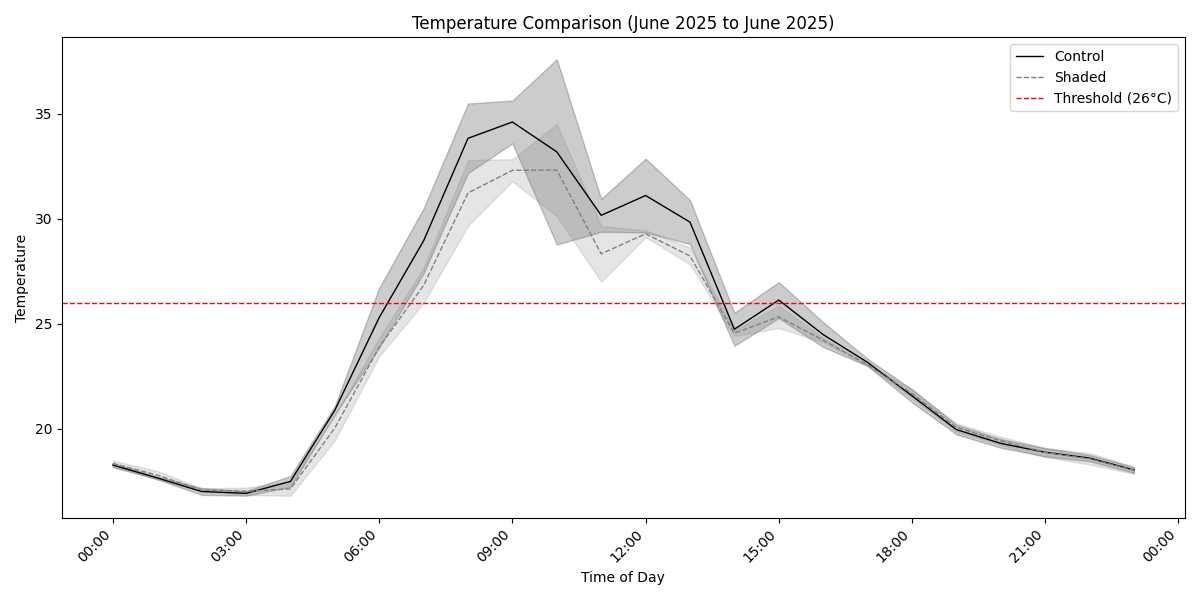 Temperature Comparison (June 2025 to June 2025)
Control
Shaded
Threshold (26°C)
35
30
25
20
Temperature
00:00
03:00
06:00
09:00
12:00
15:00
18:00
21:00
00:00
Time of Day